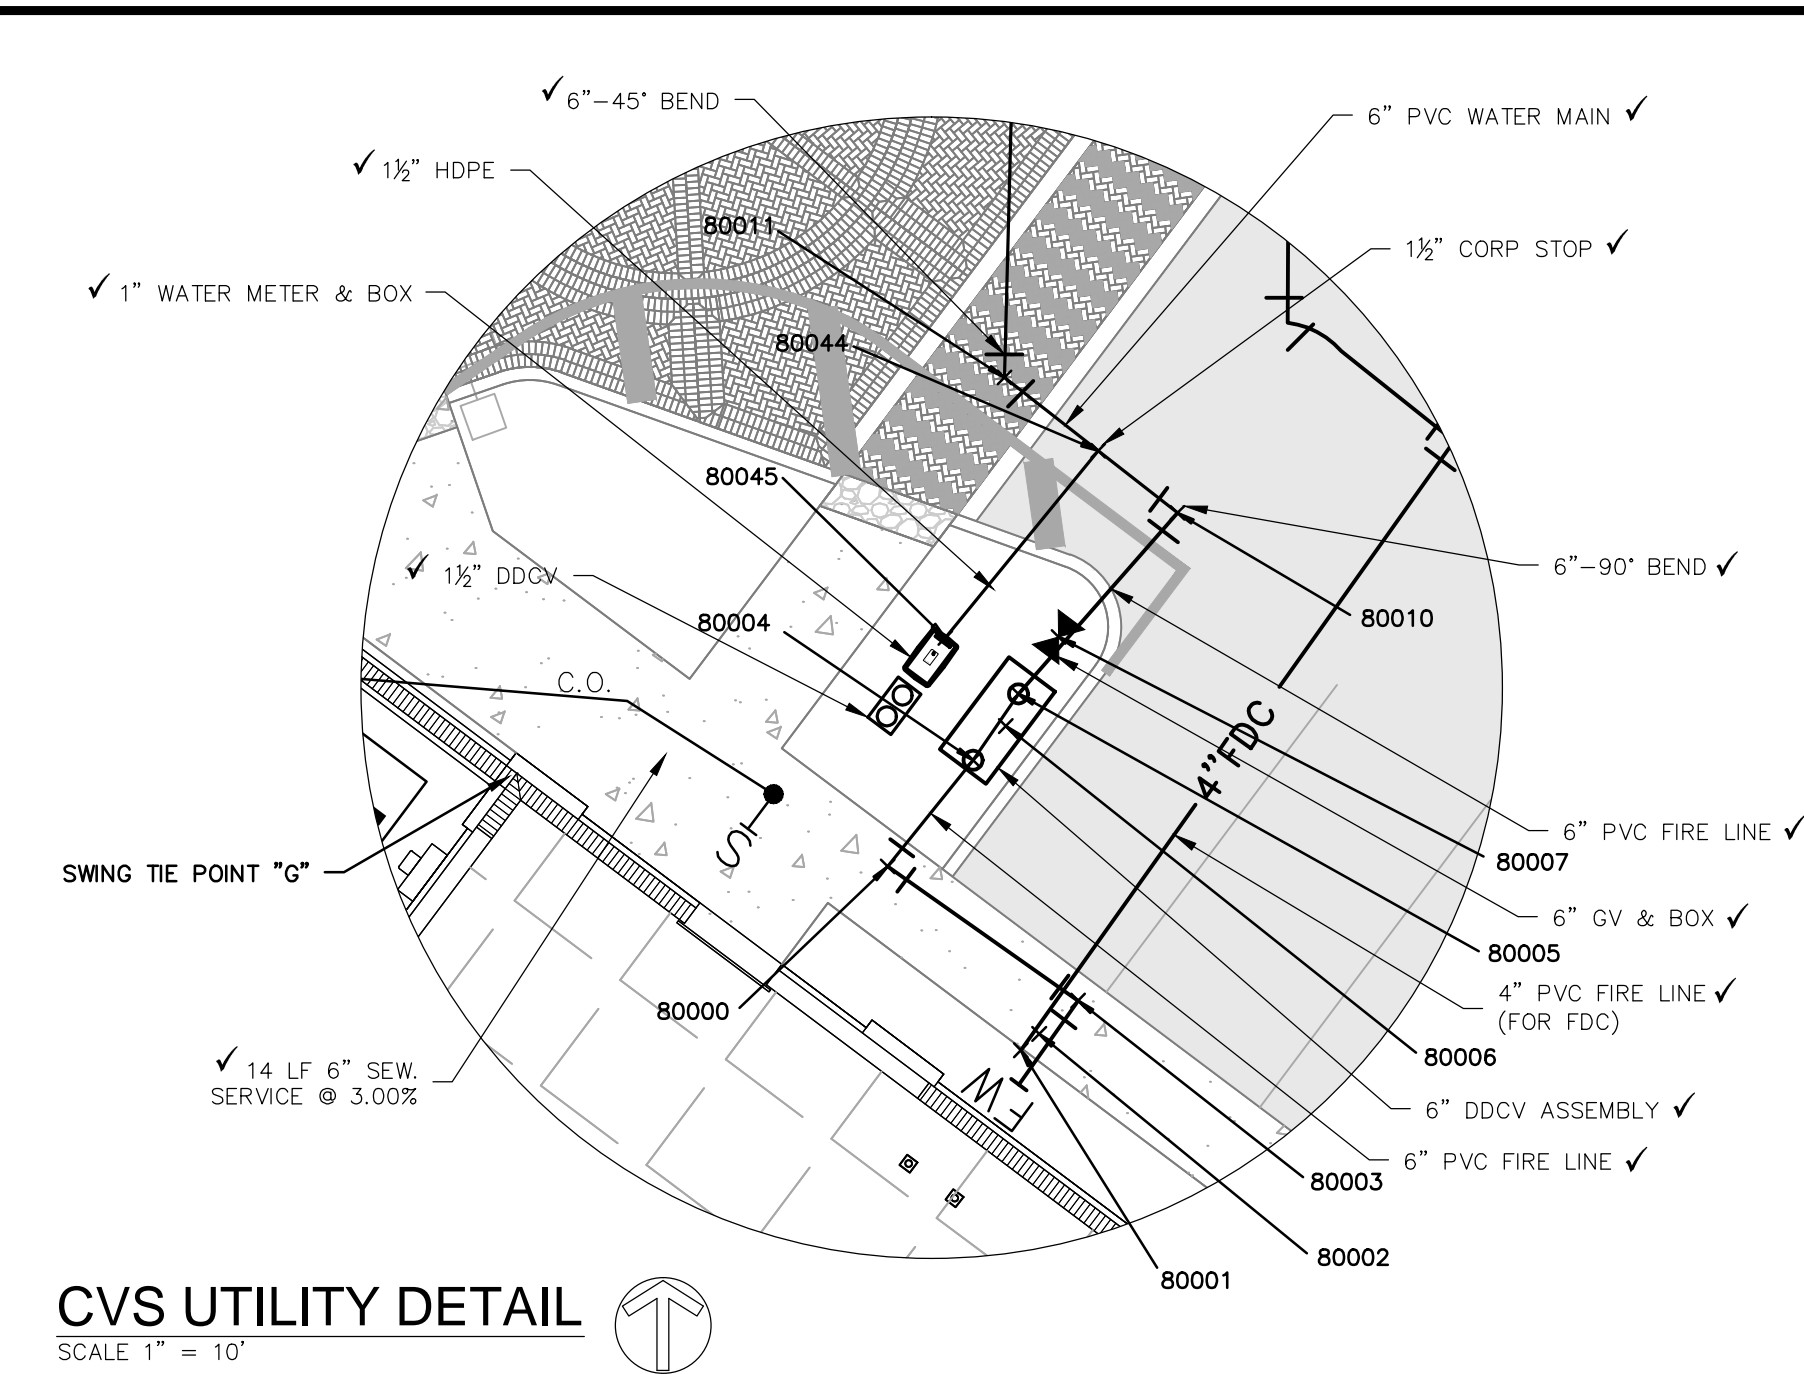 ✓ 6”-45° BEND
6” PVC WATER MAIN ✓
✓ 1½” HDPE
80011
1½” CORP STOP ✓
✓ 1” WATER METER & BOX
80044
80045
✓ 1½” DDCV
6”-90° BEND ✓
80004
80010
C.O.
4”FDC
6” PVC FIRE LINE ✓
S
80007
SWING TIE POINT "G"
6” GV & BOX ✓
80005
4” PVC FIRE LINE ✓
(FOR FDC)
80000
80006
✓ 14 LF 6” SEW.
SERVICE @ 3.00%
FW
6” DDCV ASSEMBLY ✓
6” PVC FIRE LINE ✓
80003
80002
80001
CVS UTILITY DETAIL
SCALE 1” = 10’